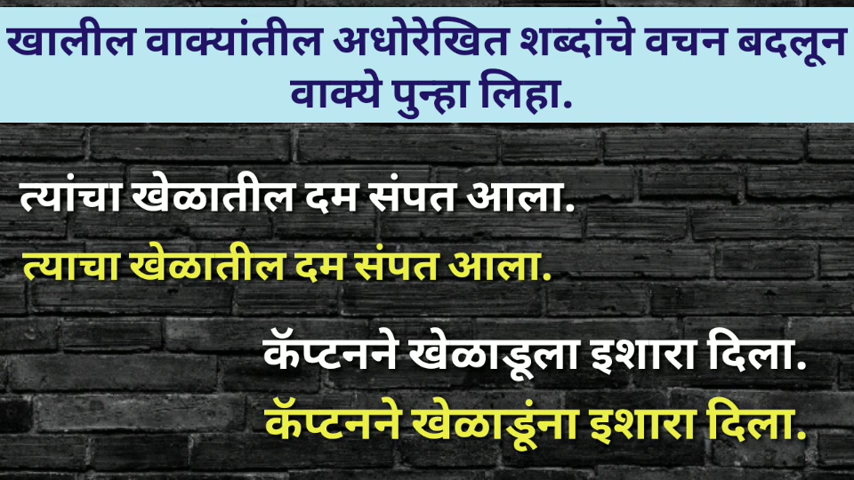 खालील वाक्यांतील अधोरेखित शब्दांचे वचन बदलून
वाक्ये पुन्हा लिहा.
त्यांचा खेळातील दम संपत आला.
त्याचा खेळातील दम संपत आला.
कॅप्टनने खेळाडूला इशारा दिला.
कॅप्टनने खेळाडूंना इशारा दिला.